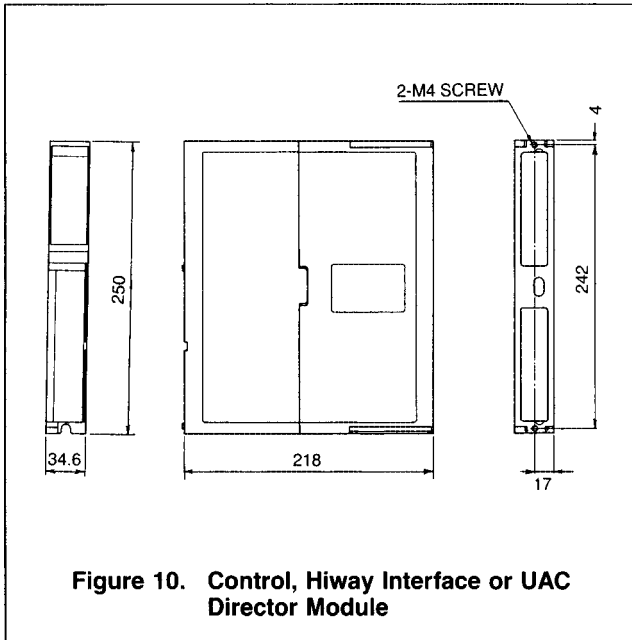 2-M4 SCREW
4
250
242
34.6
218
17
Figure 10. Control, Hiway Interface or UAC
Director Module